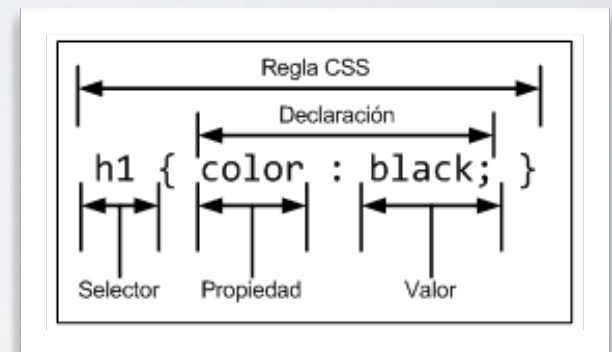 Regla CSS
Declaración
h1 { color : black; }
Selector Propiedad Valor